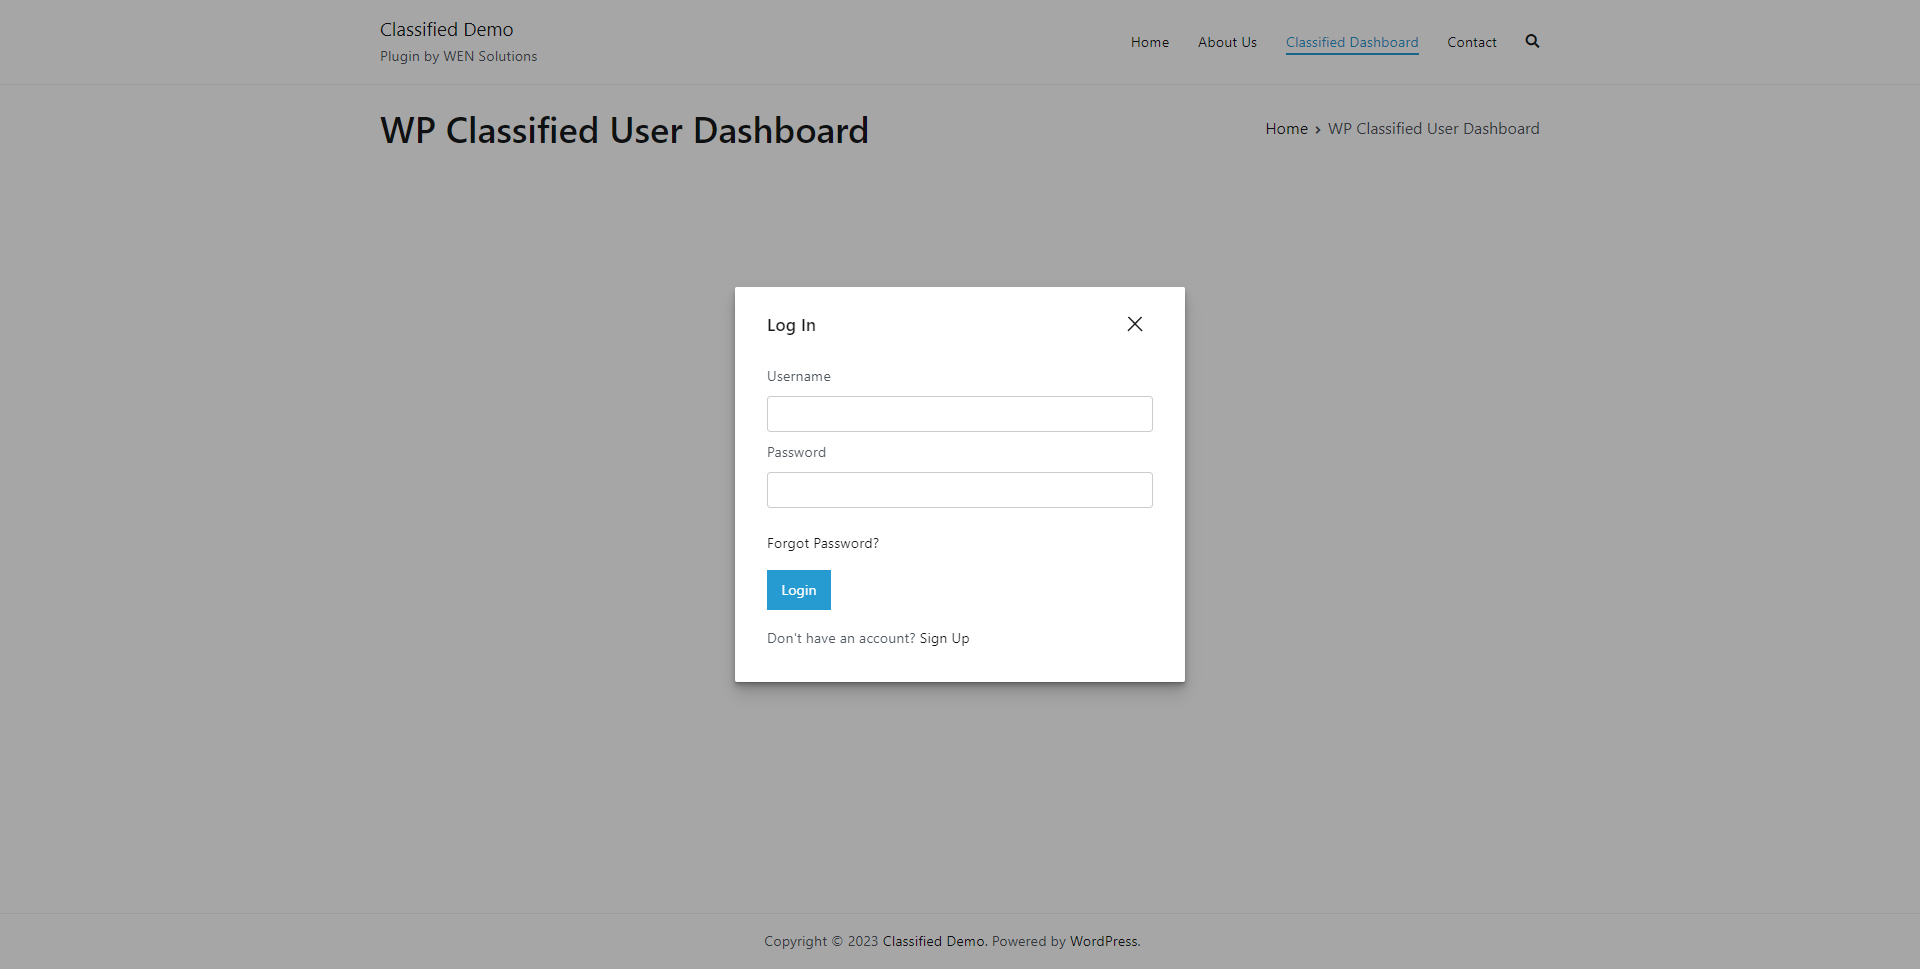 Classified Demo
Plugin by WEN Solutions
Home
About Us
Classified Dashboard
Contact
WP Classified User Dashboard
Home › WP Classified User Dashboard
Log In
Username
Password
Forgot Password?
Login
Don't have an account? Sign Up
Copyright © 2023 Classified Demo. Powered by WordPress.